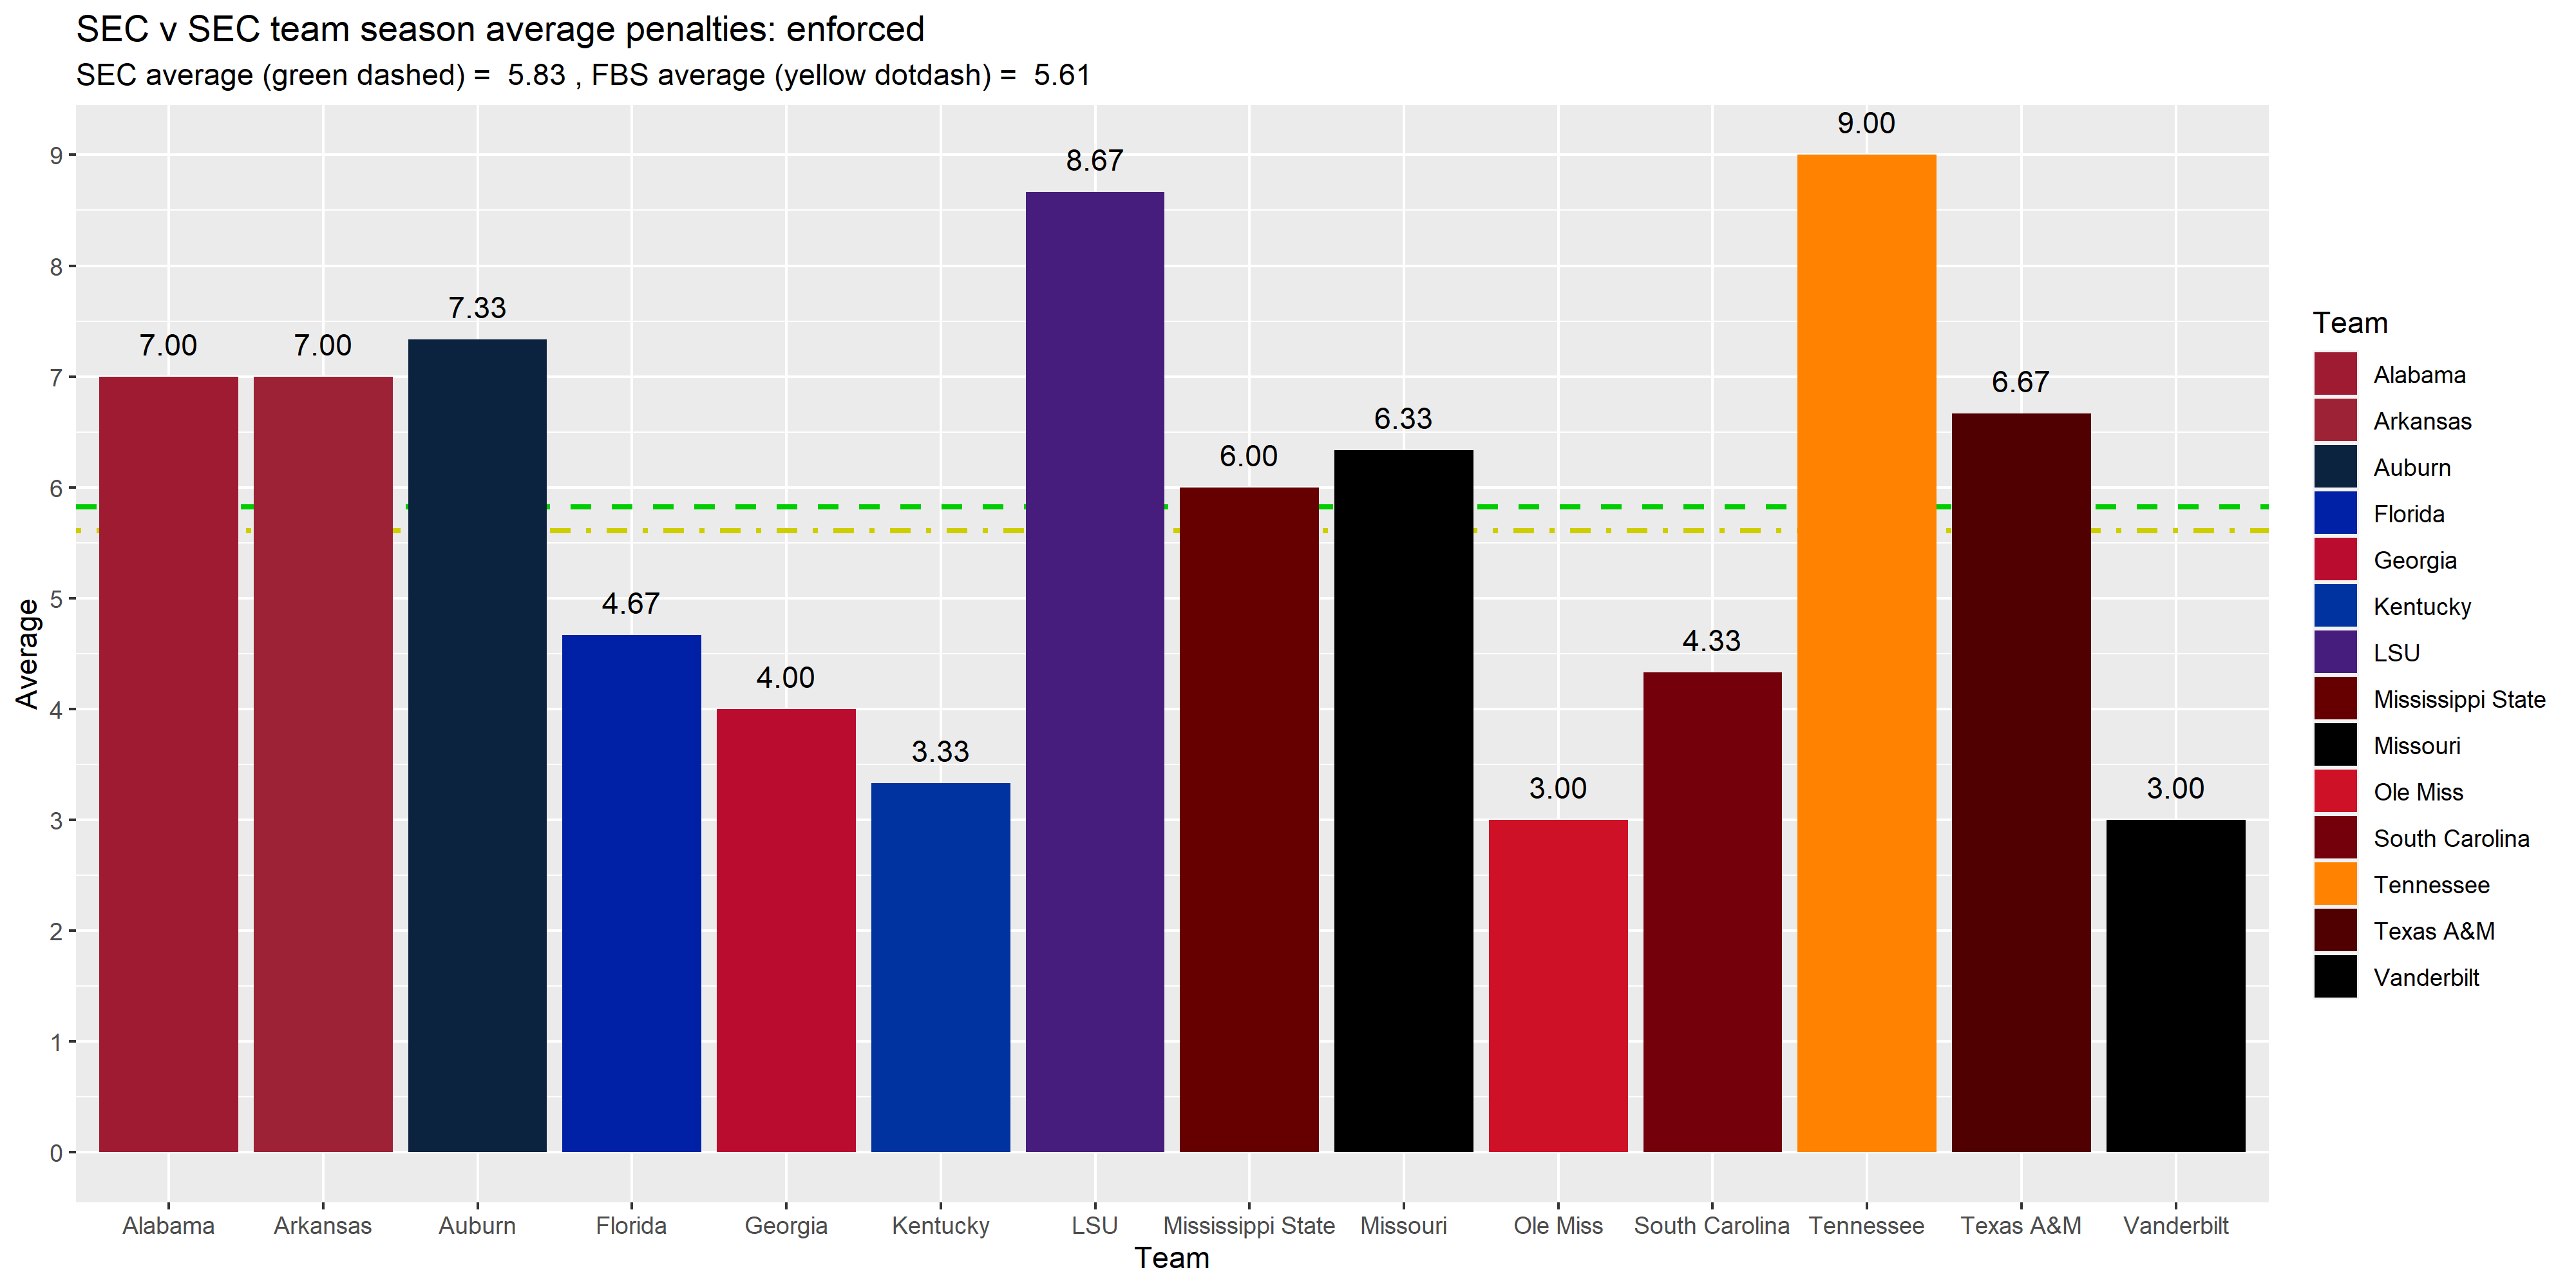 SEC v SEC team season average penalties: enforced
SEC average (green dashed) =  5.83 , FBS average (yellow dotdash) =  5.61
Average
9
8
7
6
5
4
3
2
1
0
7.00
7.00
7.33
4.67
4.00
3.33
8.67
6.00
6.33
3.00
4.33
9.00
6.67
3.00
Alabama
Arkansas
Auburn
Florida
Georgia
Kentucky
LSU
Mississippi State
Missouri
Ole Miss
South Carolina
Tennessee
Texas A&M
Vanderbilt
Team
Team
Alabama
Arkansas
Auburn
Florida
Georgia
Kentucky
LSU
Mississippi State
Missouri
Ole Miss
South Carolina
Tennessee
Texas A&M
Vanderbilt